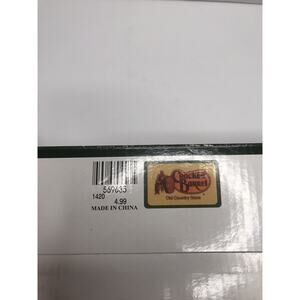 569635
1420
4.99
MADE IN CHINA
Cracker
Barrel
Old Country Store